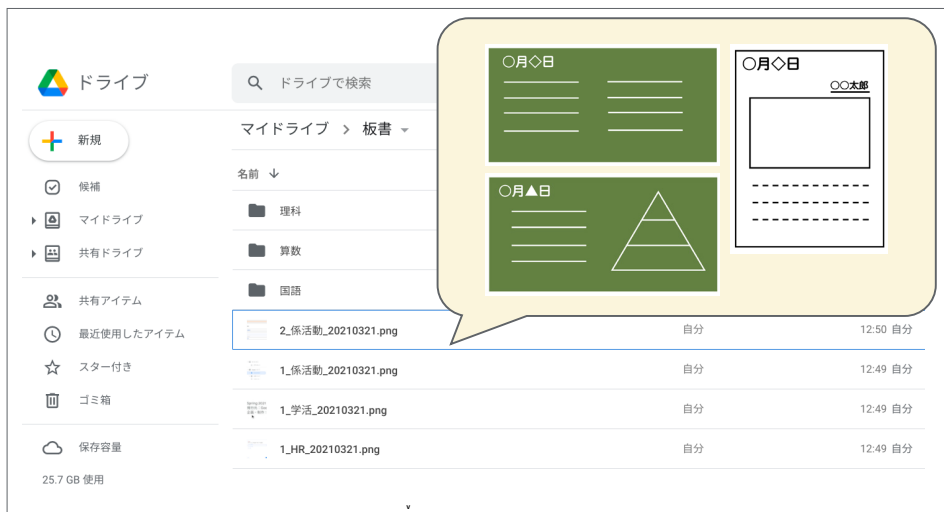 ドライブ
ドライブで検索
新規
マイドライブ > 板書
名前
候補
マイドライブ
共有ドライブ
共有アイテム
最近使用したアイテム
スター付き
ゴミ箱
保存容量
25.7 GB 使用
理科
算数
国語
2_係活動_20210321.png 自分 12:50 自分
1_係活動_20210321.png 自分 12:49 自分
1_学活_20210321.png 自分 12:49 自分
1_HR_20210321.png 自分 12:49 自分
〇月◇日
〇月▲日
〇月◇日
〇〇太郎